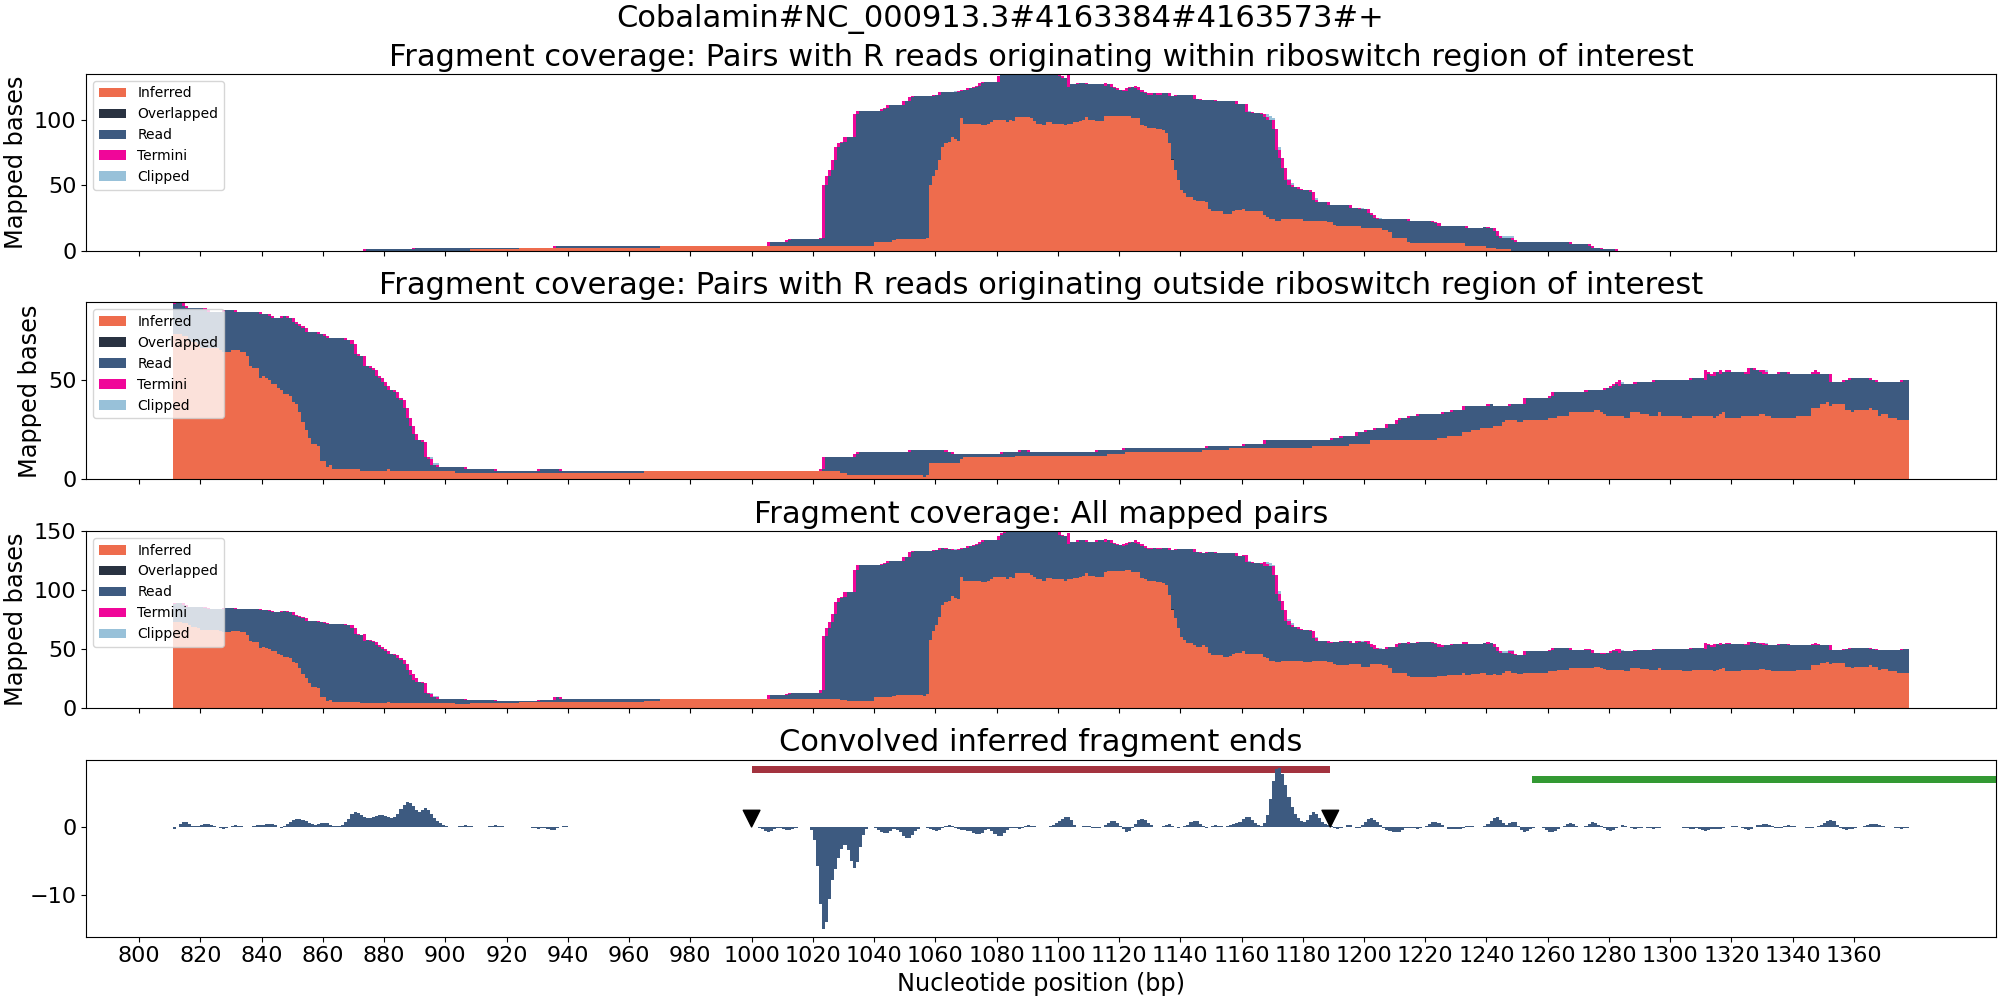 Cobalamin#NC_000913.3#4163384#4163573#+
Fragment coverage: Pairs with R reads originating within riboswitch region of interest
Mapped bases
100
50
0
Inferred
Overlapped
Read
Termini
Clipped
Fragment coverage: Pairs with R reads originating outside riboswitch region of interest
Mapped bases
50
0
Inferred
Overlapped
Read
Termini
Clipped
Fragment coverage: All mapped pairs
Mapped bases
150
100
50
0
Inferred
Overlapped
Read
Termini
Clipped
Convolved inferred fragment ends
0
−10
800 820 840 860 880 900 920 940 960 980 1000 1020 1040 1060 1080 1100 1120 1140 1160 1180 1200 1220 1240 1260 1280 1300 1320 1340 1360
Nucleotide position (bp)